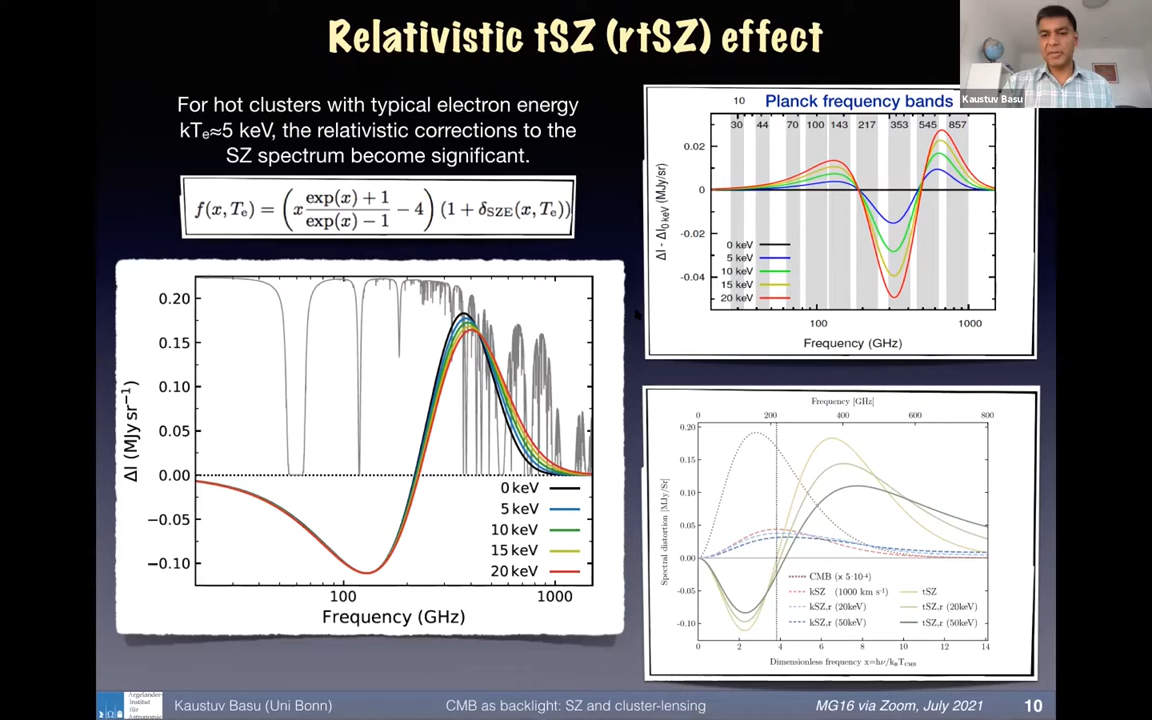 Relativistic tSZ (rtSZ) effect
Kaustuv Basu
For hot clusters with typical electron energy
kTe≈5 keV, the relativistic corrections to the
SZ spectrum become significant.
f(x, Te) = (x exp(x) + 1 / exp(x) − 1 − 4) (1 + δSZE(x, Te))
0.20
0.15
0.10
0.05
0.00
−0.05
−0.10
ΔI (MJy sr⁻¹)
0 keV
5 keV
10 keV
15 keV
20 keV
100 1000
Frequency (GHz)
10 Planck frequency bands
30 44 70 100 143 217 353 545 857
0.02
0
-0.02
-0.04
ΔI - ΔI0 keV (MJy/sr)
0 keV
5 keV
10 keV
15 keV
20 keV
100 1000
Frequency (GHz)
Frequency [GHz]
0 200 400 600 800
0.20
0.15
0.10
0.05
0.00
-0.05
-0.10
Spectral distortion [MJy/Sr]
CMB (× 5·10⁻⁴)
kSZ (1000 km s⁻¹) tSZ
kSZ,r (20keV) tSZ,r (20keV)
kSZ,r (50keV) tSZ,r (50keV)
0 2 4 6 8 10 12 14
Dimensionless frequency x=hν/kBTCMB
Argelander-
Institut
für
Astronomie
Kaustuv Basu (Uni Bonn) CMB as backlight: SZ and cluster-lensing MG16 via Zoom, July 2021 10